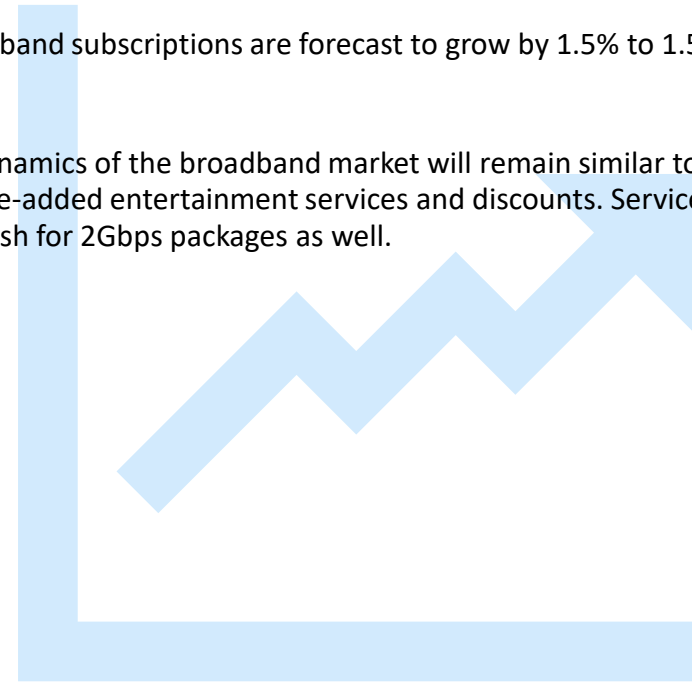 band subscriptions are forecast to grow by 1.5% to 1.5
namics of the broadband market will remain similar to
e-added entertainment services and discounts. Service
sh for 2Gbps packages as well.